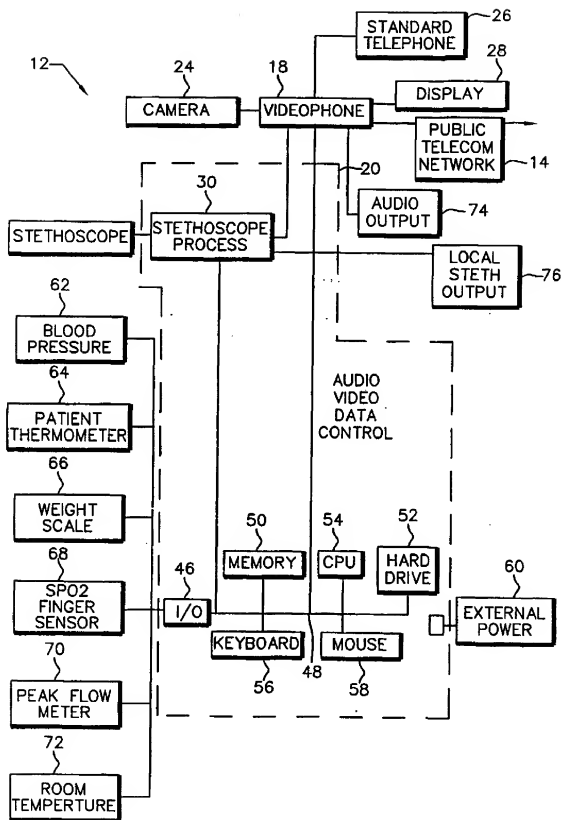 26
STANDARD
TELEPHONE
12
24
18
28
CAMERA
VIDEOPHONE
DISPLAY
PUBLIC
TELECOM
NETWORK
14
20
30
AUDIO
OUTPUT
74
STETHOSCOPE
STETHOSCOPE
PROCESS
LOCAL
STETH
OUTPUT
76
62
BLOOD
PRESSURE
64
PATIENT
THERMOMETER
AUDIO
VIDEO
DATA
CONTROL
66
WEIGHT
SCALE
68
SPO2
FINGER
SENSOR
46
I/O
50
MEMORY
54
CPU
52
HARD
DRIVE
60
EXTERNAL
POWER
KEYBOARD
56
48
MOUSE
58
70
PEAK FLOW
METER
72
ROOM
TEMPERTURE